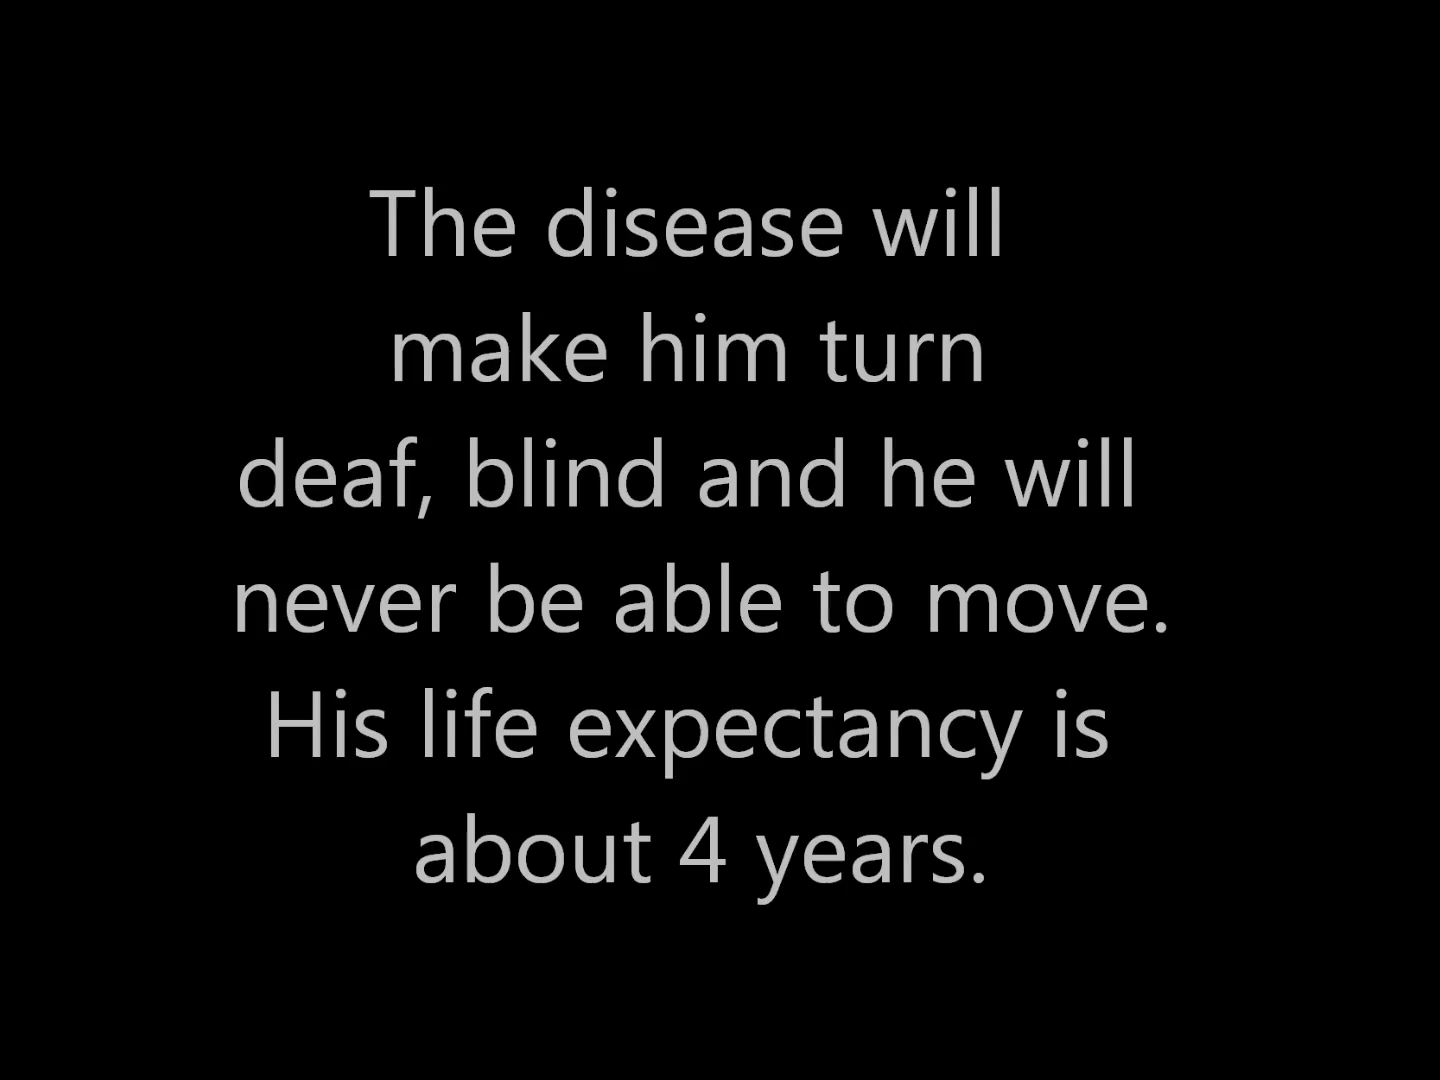 The disease will
make him turn
deaf, blind and he will
never be able to move.
His life expectancy is
about 4 years.